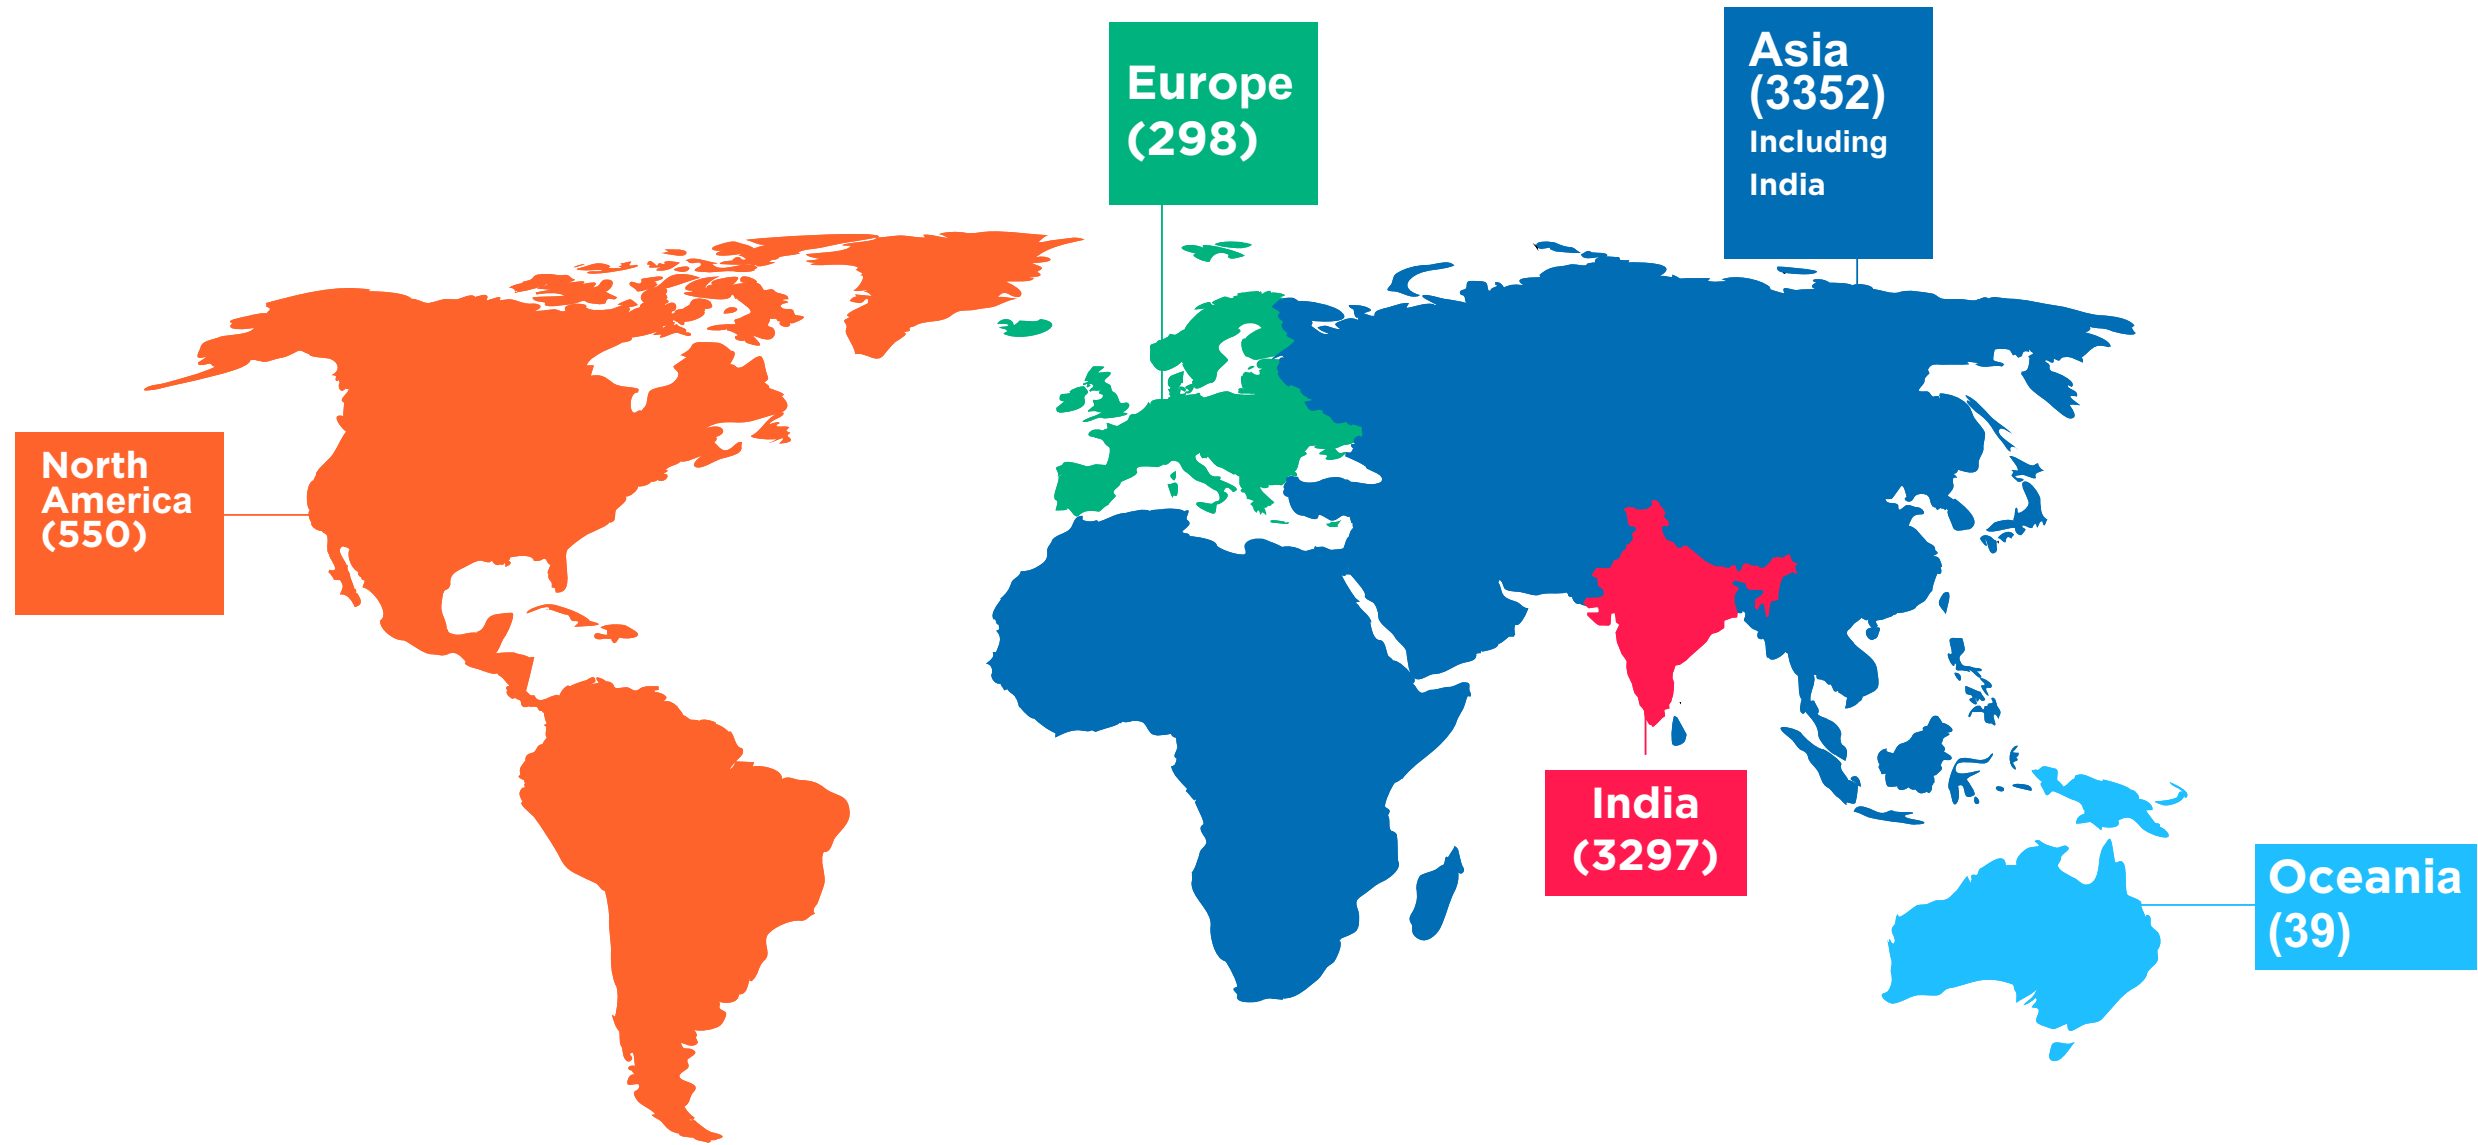 Europe
(298)
Asia
(3352)
Including
India
North
America
(550)
India
(3297)
Oceania
(39)